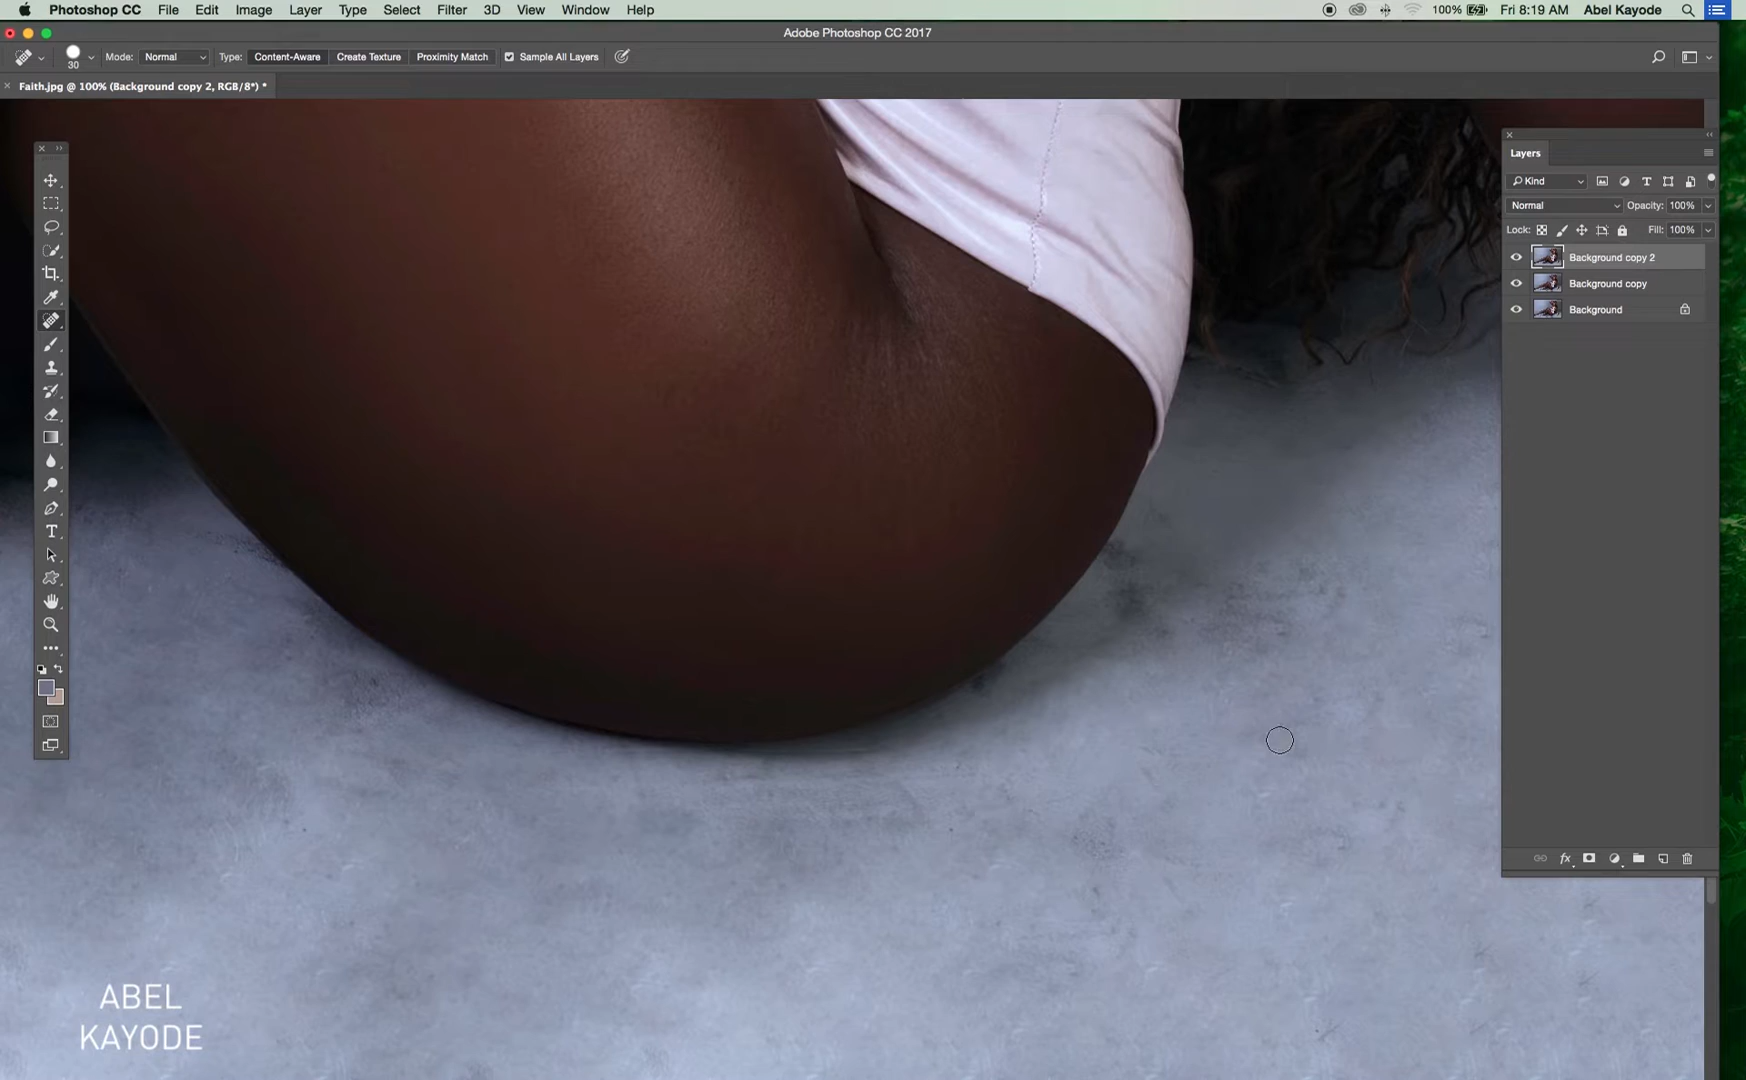 Photoshop CC File Edit Image Layer Type Select Filter 3D View Window Help 100% Fri 8:19 AM Abel Kayode
Adobe Photoshop CC 2017
30 Mode: Normal Type: Content-Aware Create Texture Proximity Match Sample All Layers
Faith.jpg @ 100% (Background copy 2, RGB/8*) *
Layers
Kind
Normal Opacity: 100%
Lock: Fill: 100%
Background copy 2
Background copy
Background
fx
ABEL
KAYODE